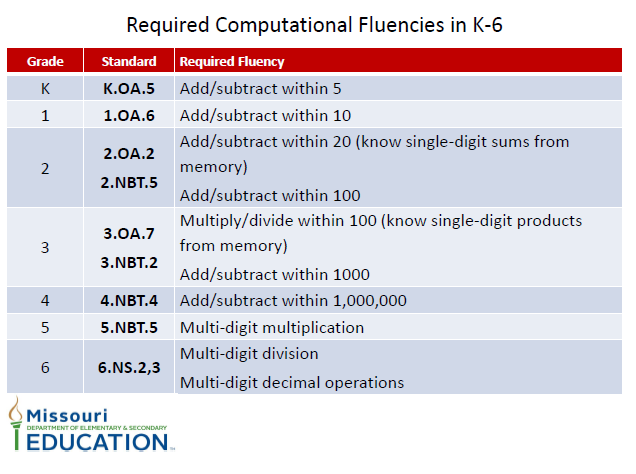 Required Computational Fluencies in K-6
Grade Standard Required Fluency
K K.OA.5 Add/subtract within 5
1 1.OA.6 Add/subtract within 10
2
2.OA.2
2.NBT.5
Add/subtract within 20 (know single-digit sums from
memory)
Add/subtract within 100
3
3.OA.7
3.NBT.2
Multiply/divide within 100 (know single-digit products
from memory)
Add/subtract within 1000
4 4.NBT.4 Add/subtract within 1,000,000
5 5.NBT.5 Multi-digit multiplication
6 6.NS.2,3
Multi-digit division
Multi-digit decimal operations
Missouri
DEPARTMENT OF ELEMENTARY & SECONDARY
EDUCATION